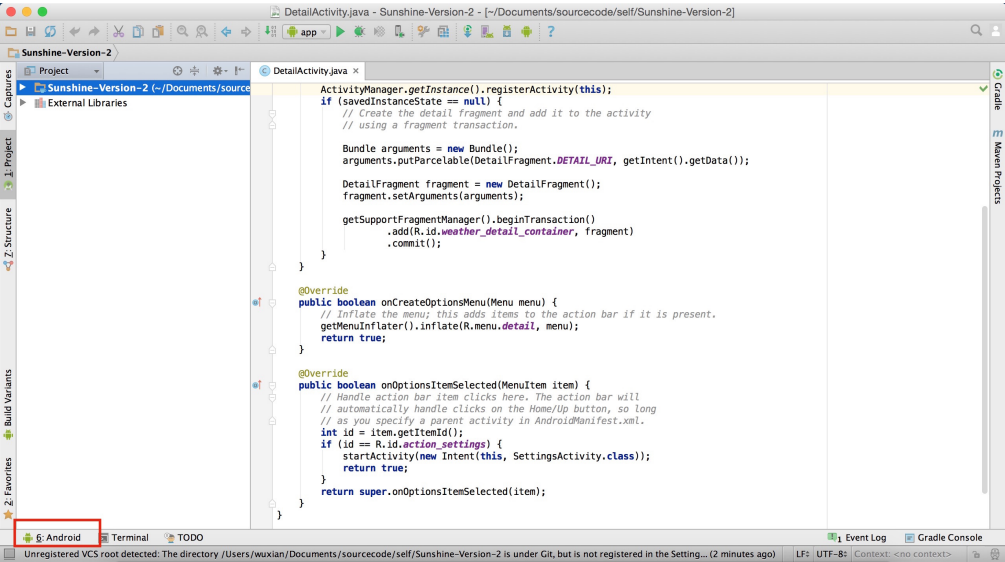 DetailActivity.java - Sunshine-Version-2 - [~/Documents/sourcecode/self/Sunshine-Version-2]
app
Sunshine-Version-2
Project
DetailActivity.java
Sunshine-Version-2 (~/Documents/source
External Libraries
Captures
1: Project
Z: Structure
Build Variants
2: Favorites
ActivityManager.getInstance().registerActivity(this);
if (savedInstanceState == null) {
// Create the detail fragment and add it to the activity
// using a fragment transaction.
Bundle arguments = new Bundle();
arguments.putParcelable(DetailFragment.DETAIL_URI, getIntent().getData());
DetailFragment fragment = new DetailFragment();
fragment.setArguments(arguments);
getSupportFragmentManager().beginTransaction()
.add(R.id.weather_detail_container, fragment)
.commit();
}
}
@Override
public boolean onCreateOptionsMenu(Menu menu) {
// Inflate the menu; this adds items to the action bar if it is present.
getMenuInflater().inflate(R.menu.detail, menu);
return true;
}
@Override
public boolean onOptionsItemSelected(MenuItem item) {
// Handle action bar item clicks here. The action bar will
// automatically handle clicks on the Home/Up button, so long
// as you specify a parent activity in AndroidManifest.xml.
int id = item.getItemId();
if (id == R.id.action_settings) {
startActivity(new Intent(this, SettingsActivity.class));
return true;
}
return super.onOptionsItemSelected(item);
}
}
Gradle
m Maven Projects
6: Android
Terminal
TODO
1 Event Log
Gradle Console
Unregistered VCS root detected: The directory /Users/wuxian/Documents/sourcecode/self/Sunshine-Version-2 is under Git, but is not registered in the Setting... (2 minutes ago)
LF÷ UTF-8÷ Context: <no context>